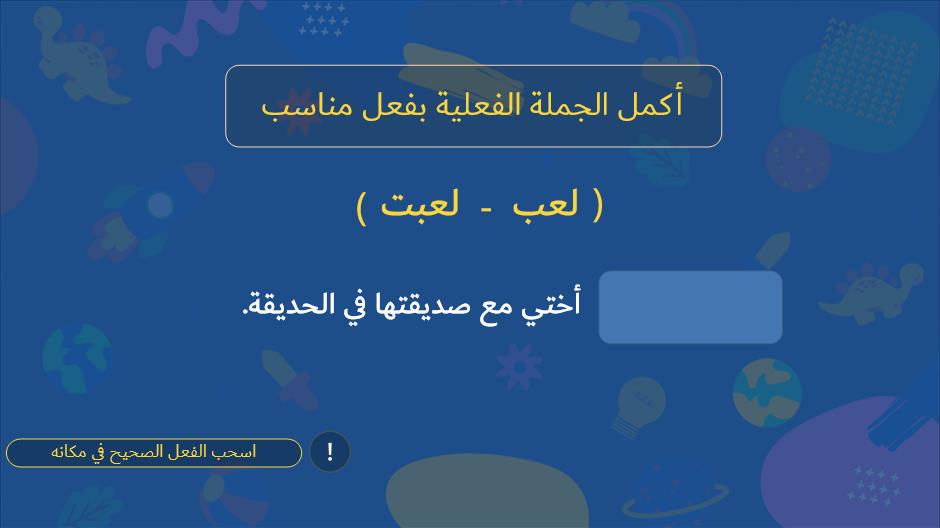 أكمل الجملة الفعلية بفعل مناسب
( لعب - لعبت )
أختي مع صديقتها في الحديقة.
!
اسحب الفعل الصحيح في مكانه